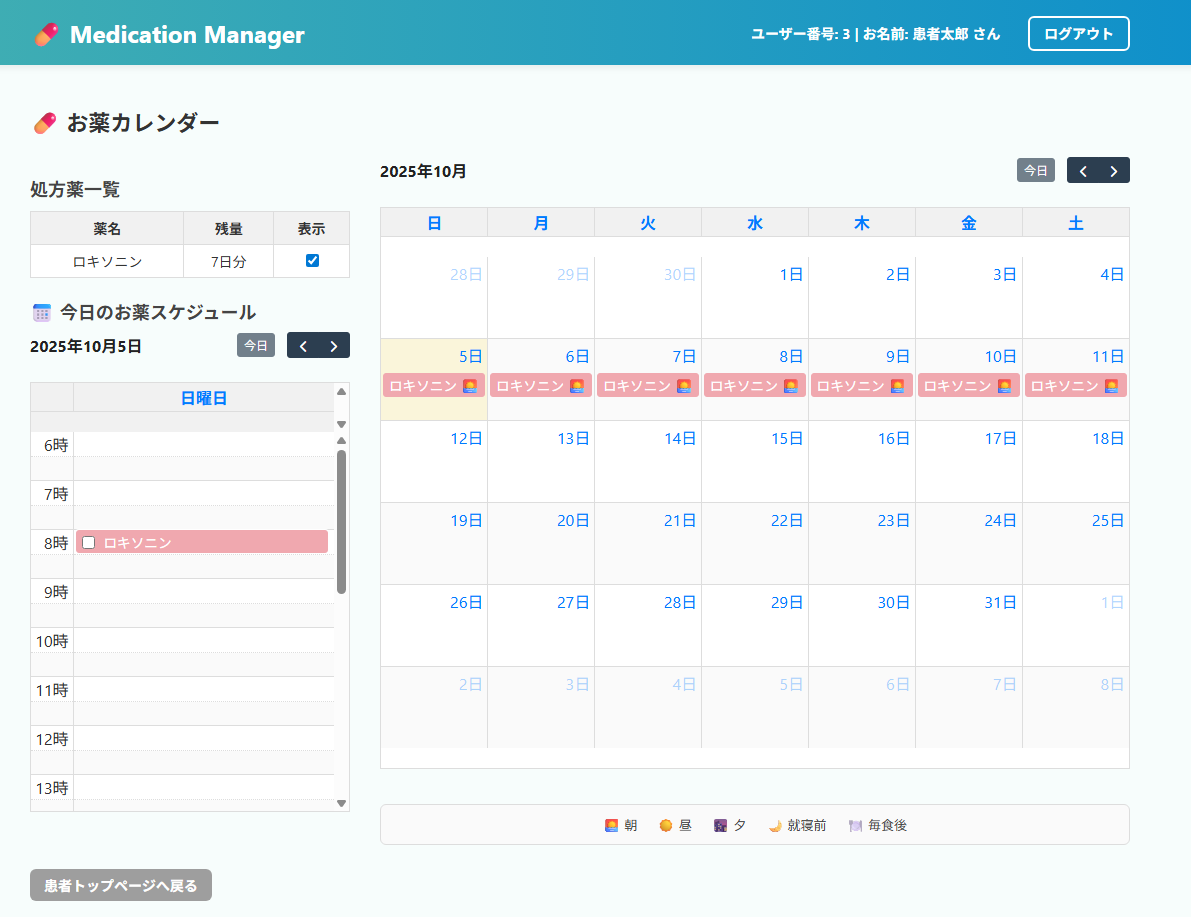 Medication Manager
ユーザー番号: 3 | お名前: 患者太郎 さん
ログアウト
お薬カレンダー
処方薬一覧
薬名 残量 表示
ロキソニン 7日分
今日のお薬スケジュール
2025年10月5日 今日
日曜日
6時
7時
8時 ロキソニン
9時
10時
11時
12時
13時
2025年10月 今日
日 月 火 水 木 金 土
28日 29日 30日 1日 2日 3日 4日
5日 6日 7日 8日 9日 10日 11日
ロキソニン ロキソニン ロキソニン ロキソニン ロキソニン ロキソニン ロキソニン
12日 13日 14日 15日 16日 17日 18日
19日 20日 21日 22日 23日 24日 25日
26日 27日 28日 29日 30日 31日 1日
2日 3日 4日 5日 6日 7日 8日
朝 昼 夕 就寝前 毎食後
患者トップページへ戻る